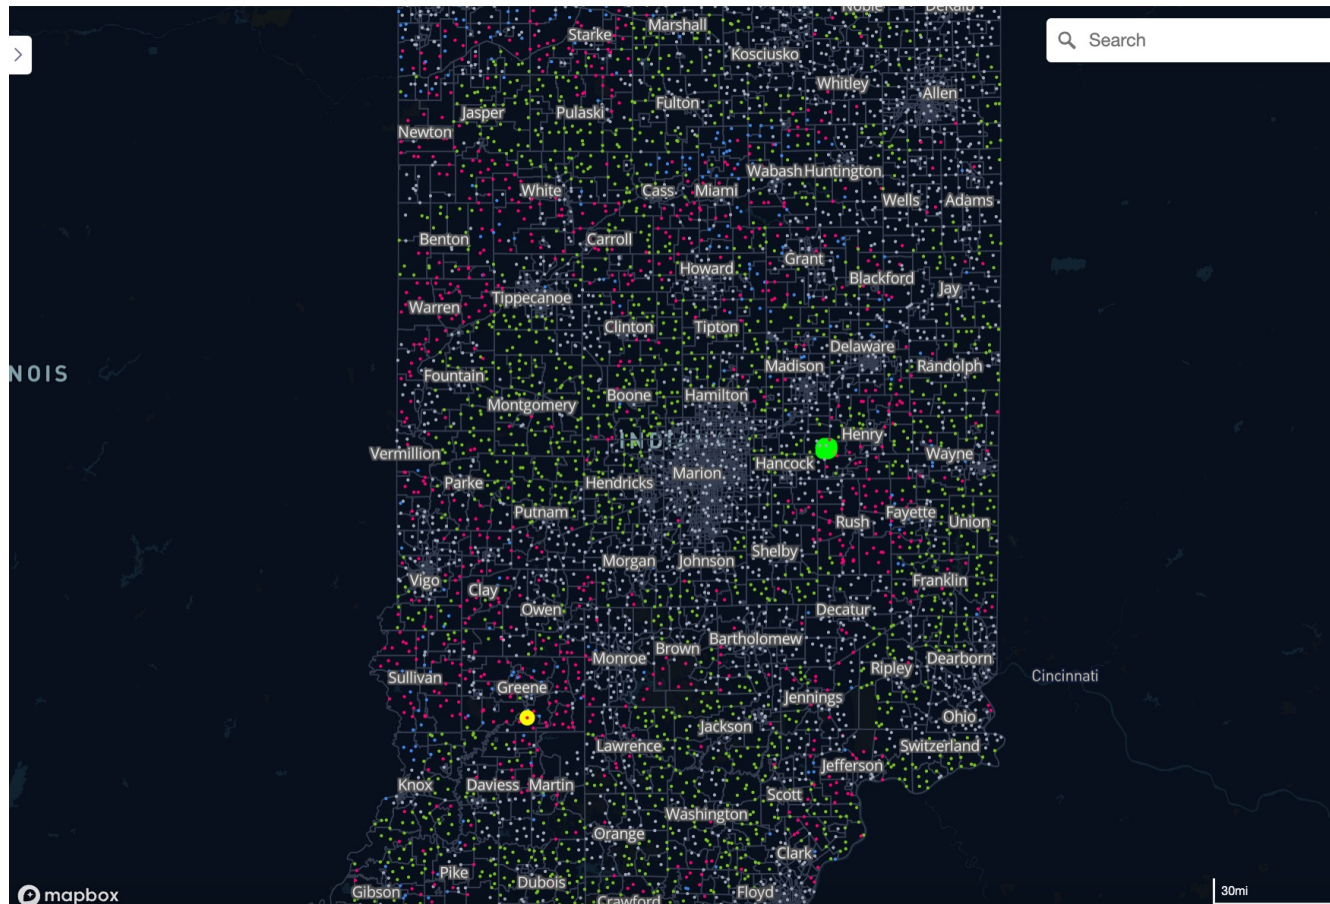 Noble
DeKalb
Marshall
Starke
Search
Kosciusko
Whitley
Allen
Fulton
Jasper
Pulaski
Newton
Wabash Huntington
White
Cass
Miami
Wells
Adams
Benton
Carroll
Grant
Howard
Blackford
Jay
Tippecanoe
Warren
Clinton
Tipton
Delaware
Madison
Randolph
NOIS
Fountain
Boone
Hamilton
Montgomery
Henry
INDIANA
Vermillion
Wayne
Hancock
Marion
Parke
Hendricks
Putnam
Fayette
Rush
Union
Shelby
Morgan
Johnson
Vigo
Franklin
Clay
Owen
Decatur
Bartholomew
Brown
Monroe
Dearborn
Ripley
Sullivan
Cincinnati
Greene
Jennings
Ohio
Jackson
Lawrence
Switzerland
Jefferson
Knox
Daviess
Martin
Scott
Washington
Orange
Clark
Pike
Dubois
Gibson
Floyd
Crawford
mapbox
30mi